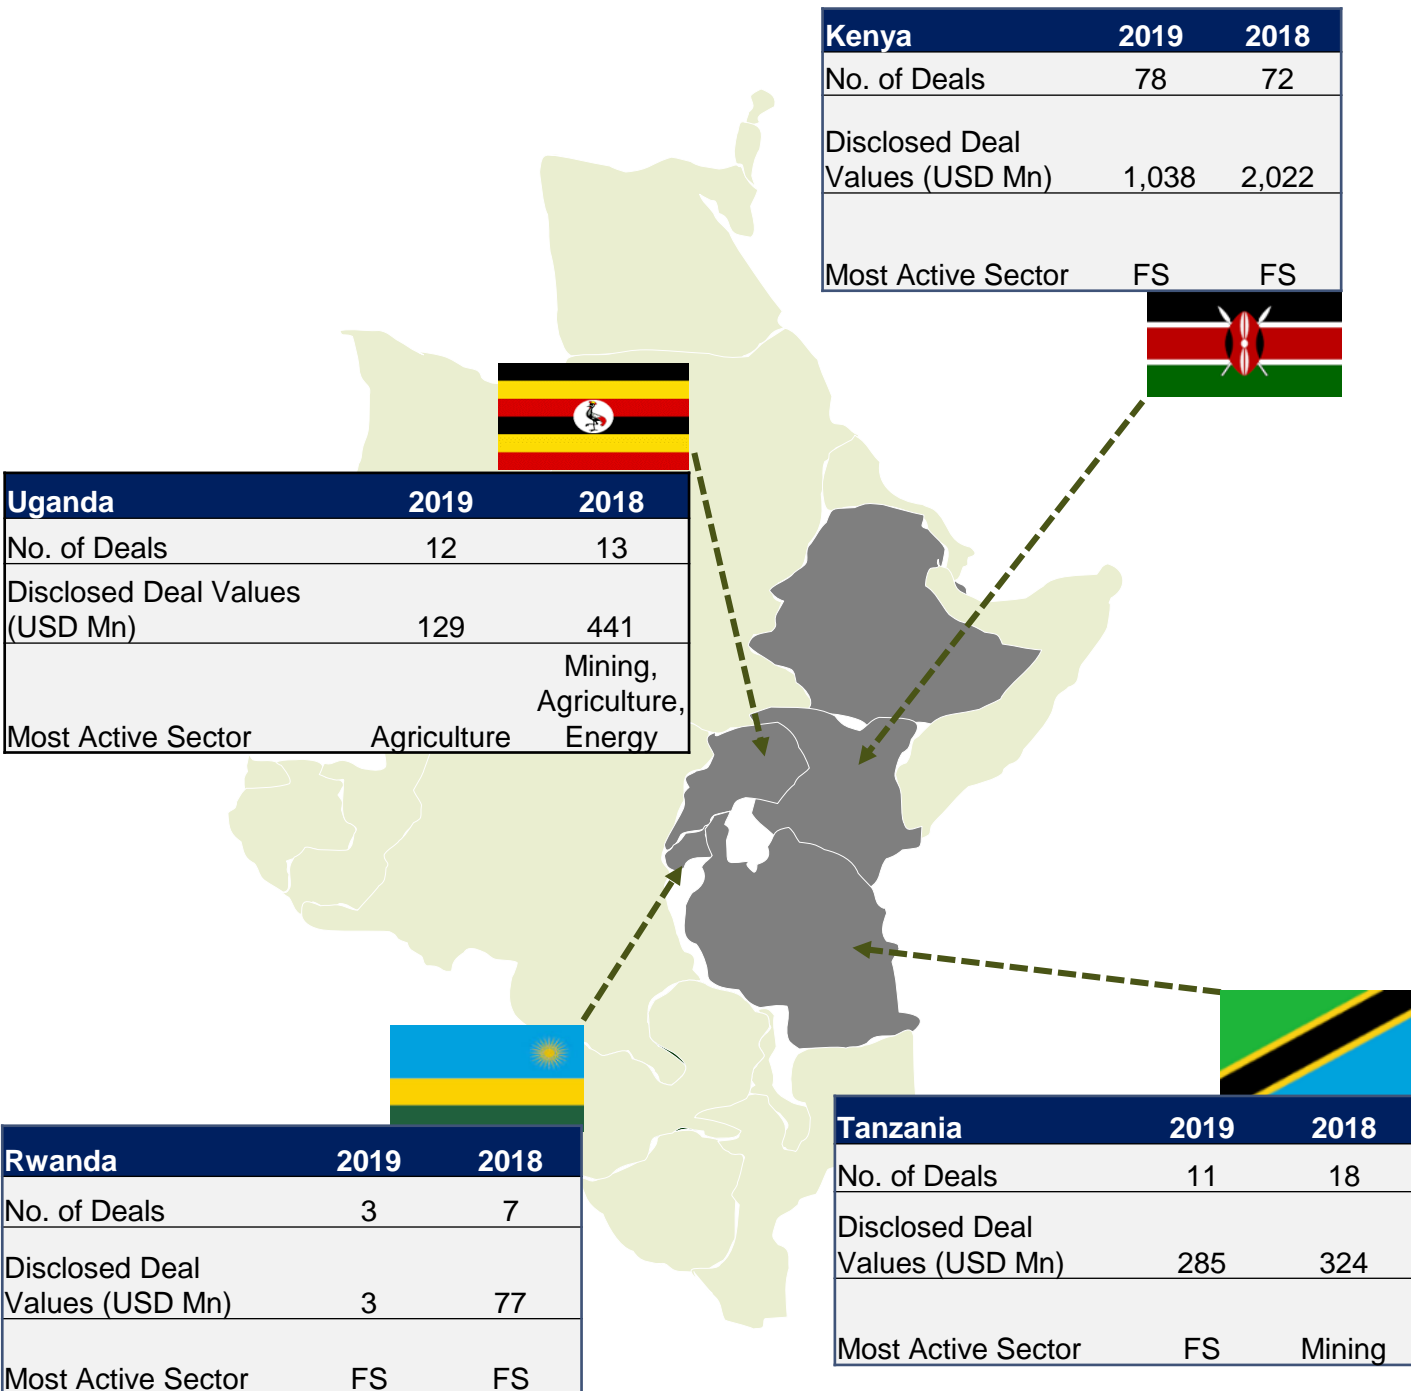 Kenya 2019 2018
No. of Deals 78 72
Disclosed Deal
Values (USD Mn) 1,038 2,022
Most Active Sector FS FS
Uganda 2019 2018
No. of Deals 12 13
Disclosed Deal Values
(USD Mn) 129 441
Mining,
Agriculture,
Most Active Sector Agriculture Energy
Rwanda 2019 2018
No. of Deals 3 7
Disclosed Deal
Values (USD Mn) 3 77
Most Active Sector FS FS
Tanzania 2019 2018
No. of Deals 11 18
Disclosed Deal
Values (USD Mn) 285 324
Most Active Sector FS Mining